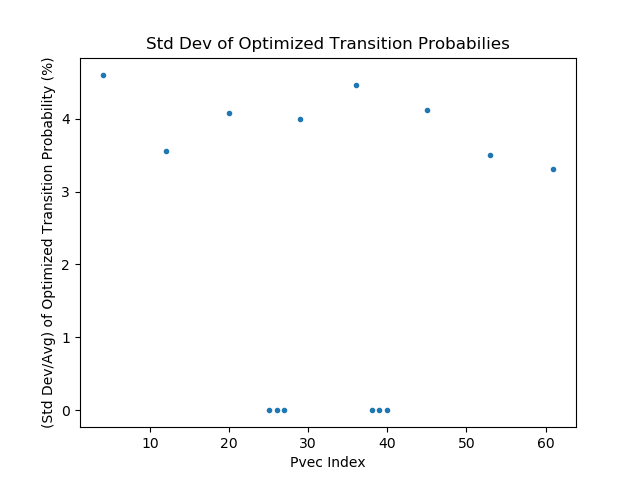 Std Dev of Optimized Transition Probabilies
(Std Dev/Avg) of Optimized Transition Probability (%)
4
3
2
1
0
10 20 30 40 50 60
Pvec Index